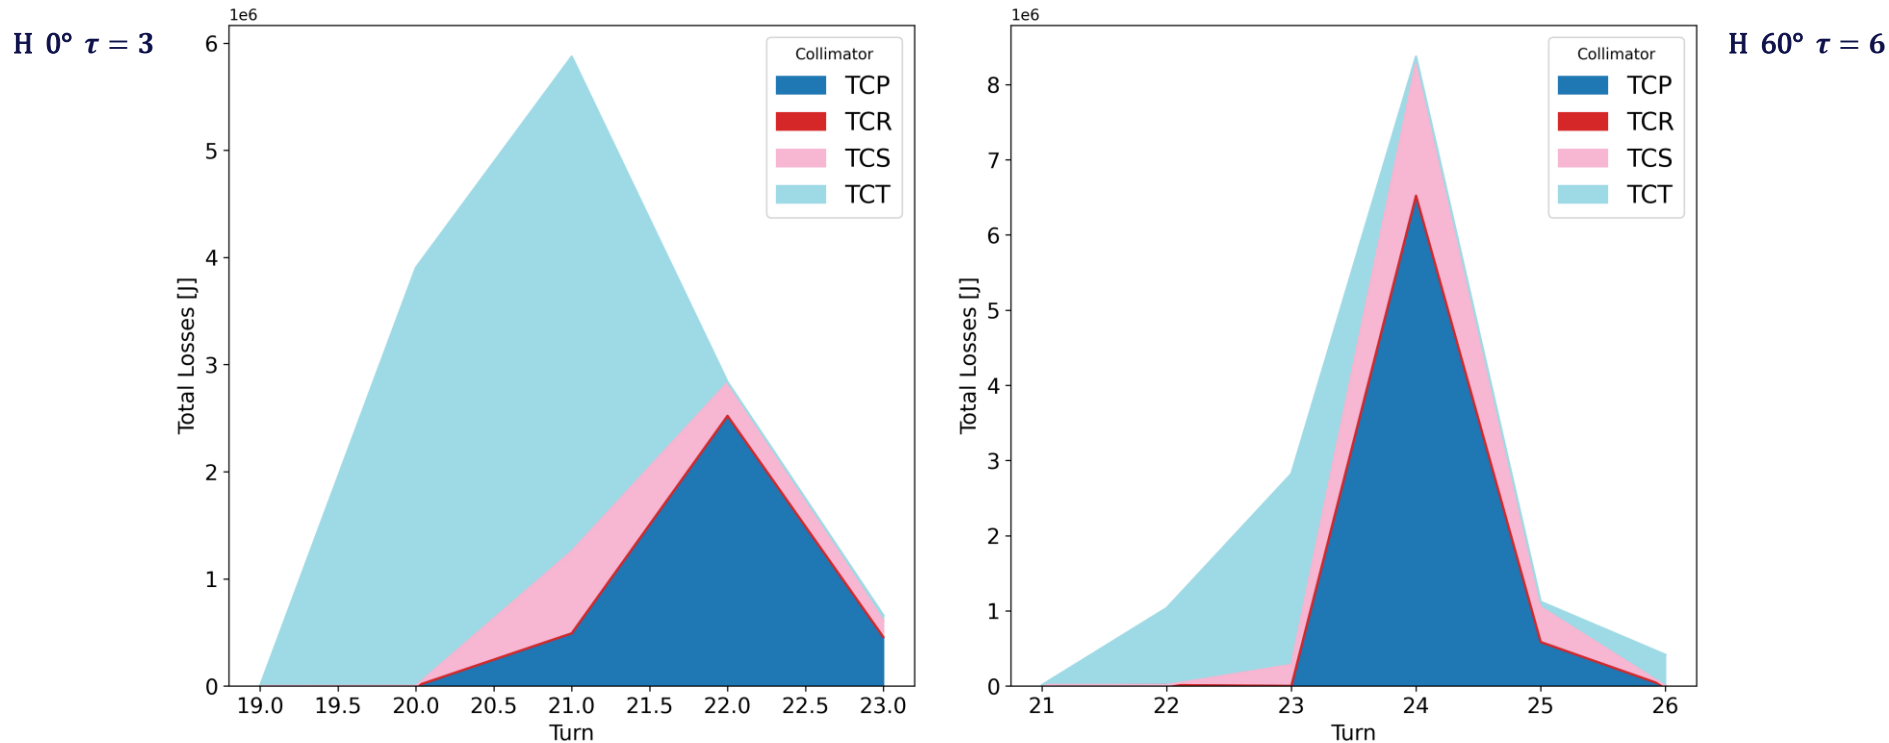 H 0° τ = 3
1e6
6
5
4
3
2
1
0
Total Losses [J]
19.0 19.5 20.0 20.5 21.0 21.5 22.0 22.5 23.0
Turn
Collimator
TCP
TCR
TCS
TCT
1e6
8
7
6
5
4
3
2
1
0
Total Losses [J]
21 22 23 24 25 26
Turn
Collimator
TCP
TCR
TCS
TCT
H 60° τ = 6